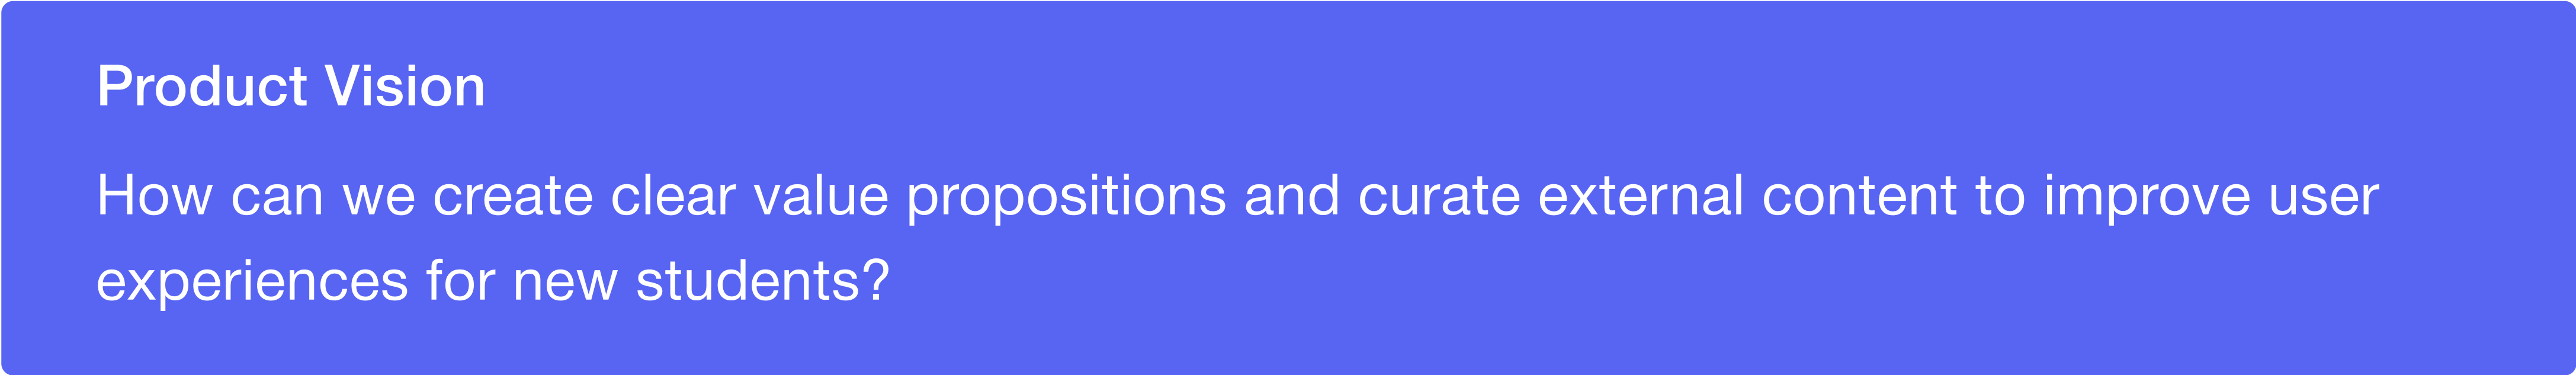 Product Vision
How can we create clear value propositions and curate external content to improve user
experiences for new students?